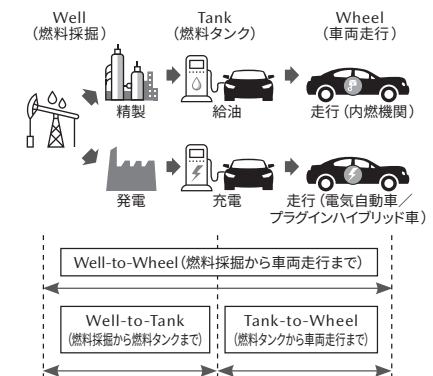 Well
（燃料採掘）
Tank
（燃料タンク）
Wheel
（車両走行）
精製
給油
走行（内燃機関）
発電
充電
走行（電気自動車／
プラグインハイブリッド車）
Well-to-Wheel（燃料採掘から車両走行まで）
Well-to-Tank
（燃料採掘から燃料タンクまで）
Tank-to-Wheel
（燃料タンクから車両走行まで）